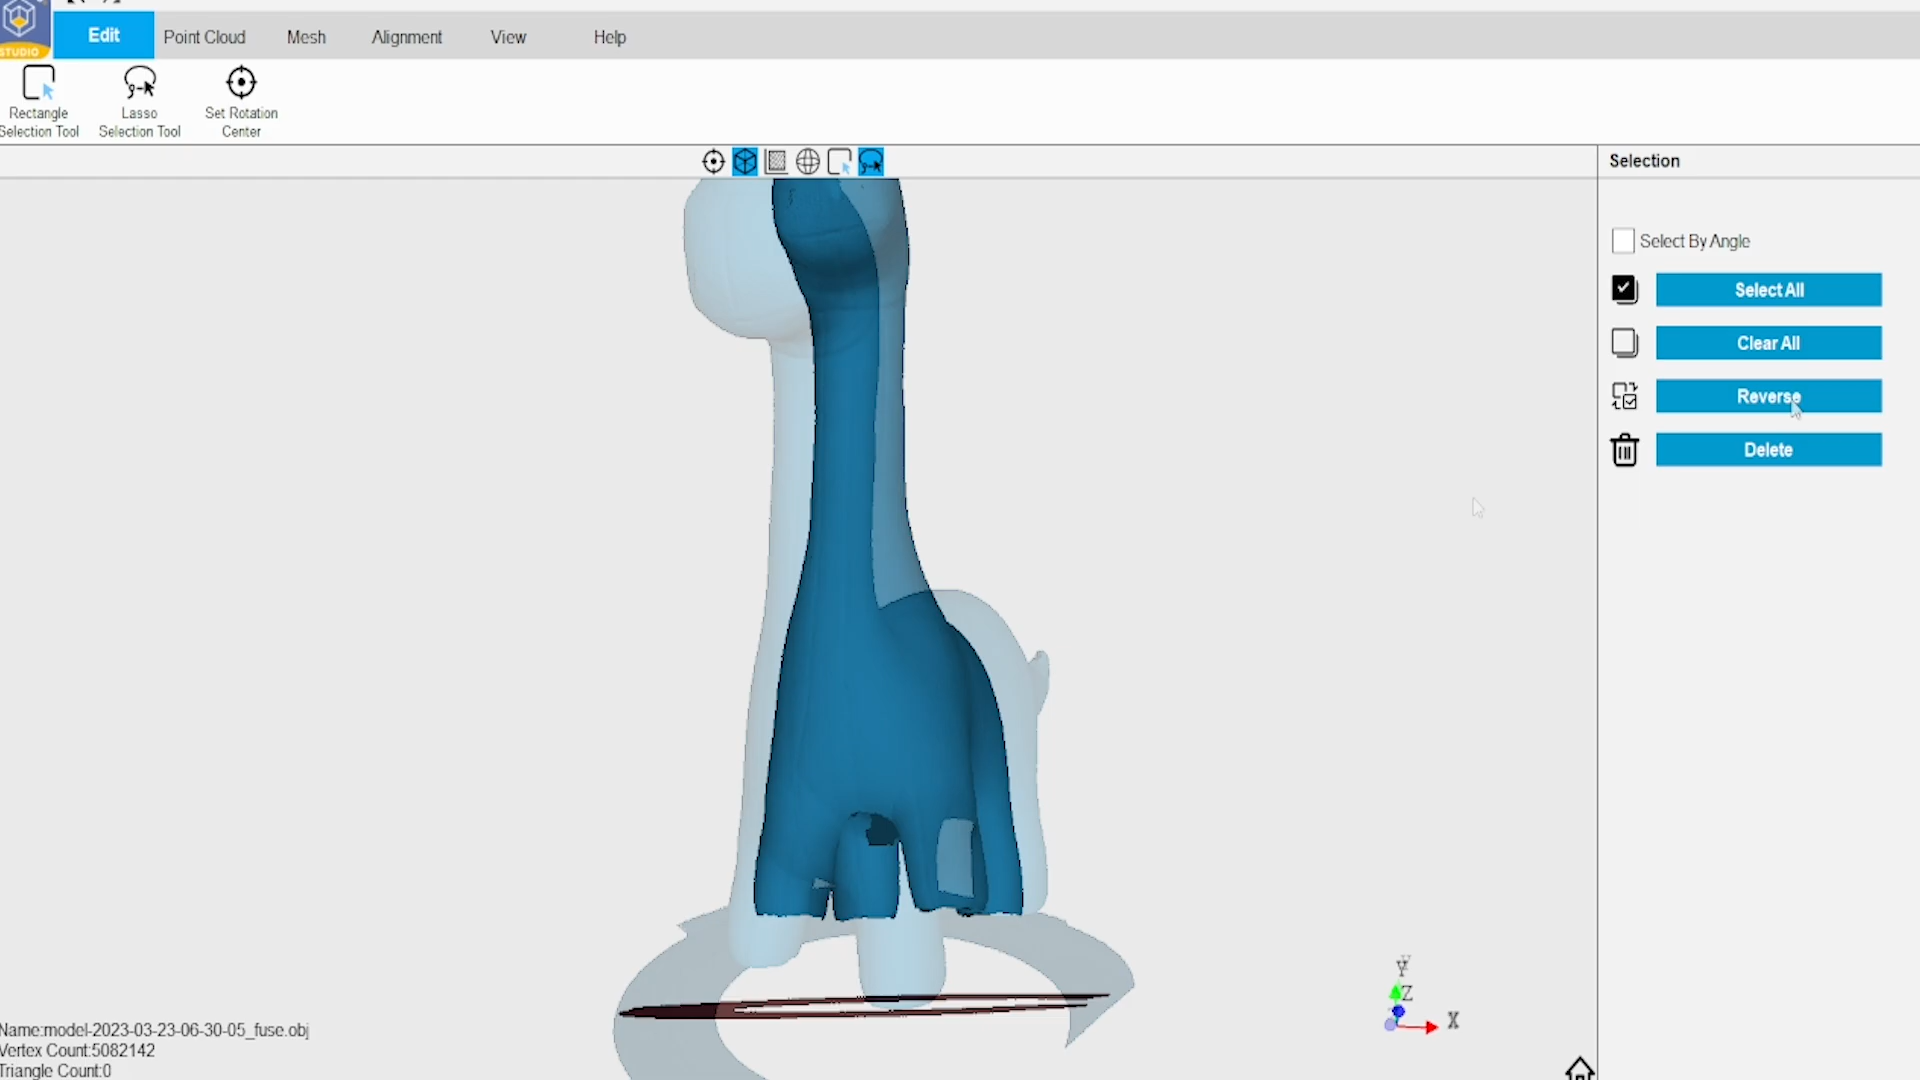 STUDIO
Edit
Point Cloud
Mesh
Alignment
View
Help
Rectangle
Selection Tool
Lasso
Selection Tool
Set Rotation
Center
Selection
Select By Angle
Select All
Clear All
Reverse
Delete
Y
Z
X
Name:model-2023-03-23-06-30-05_fuse.obj
Vertex Count:5082142
Triangle Count:0